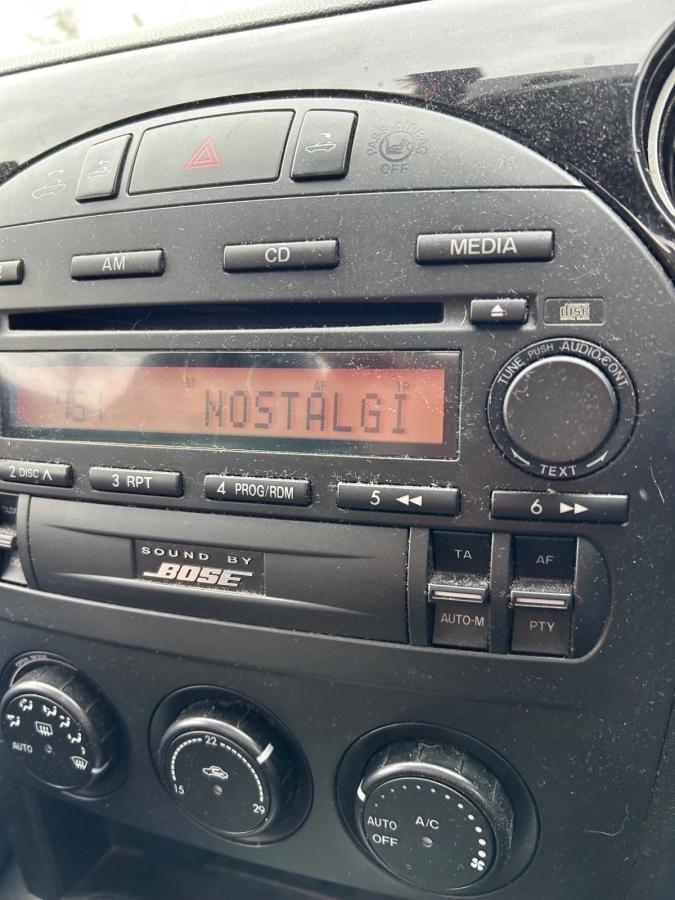 PASS AIRBAG
OFF
AM
CD
MEDIA
disc
TUNE PUSH AUDIO CONT
TEXT
ST
AF
TP
NOSTALGI
2 DISC ∧
3 RPT
4 PROG/RDM
5 ◀◀
6 ▶▶
SOUND BY
BOSE
TA
AUTO-M
AF
PTY
AUTO
22
15
29
AUTO
OFF
A/C